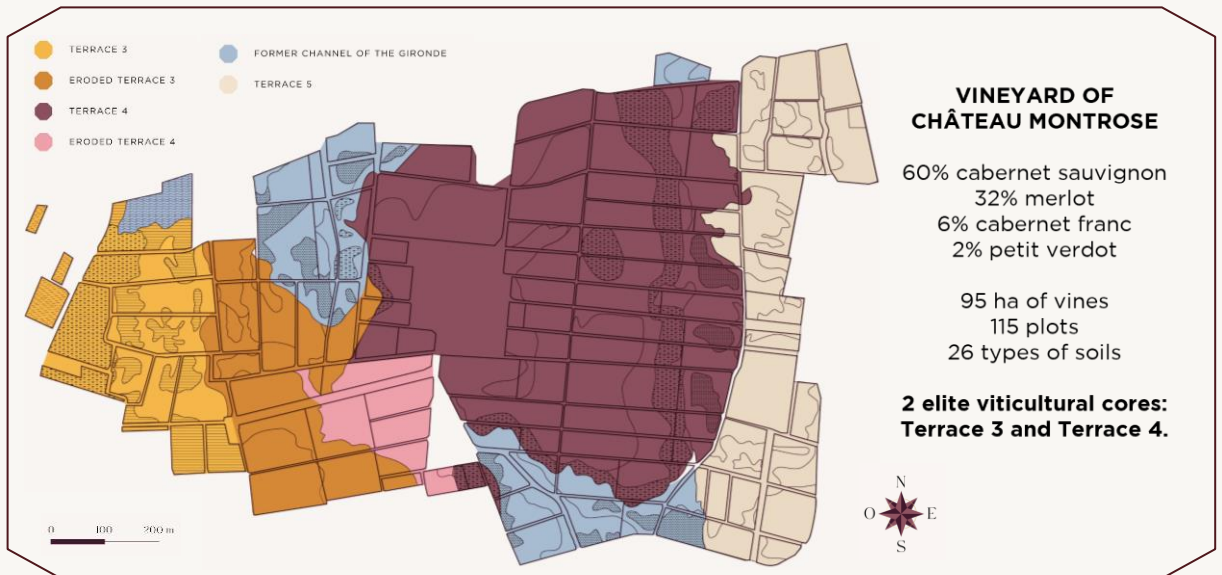 TERRACE 3
ERODED TERRACE 3
TERRACE 4
ERODED TERRACE 4
FORMER CHANNEL OF THE GIRONDE
TERRACE 5
VINEYARD OF
CHÂTEAU MONTROSE
60% cabernet sauvignon
32% merlot
6% cabernet franc
2% petit verdot
95 ha of vines
115 plots
26 types of soils
2 elite viticultural cores:
Terrace 3 and Terrace 4.
N
O E
S
0 100 200 m